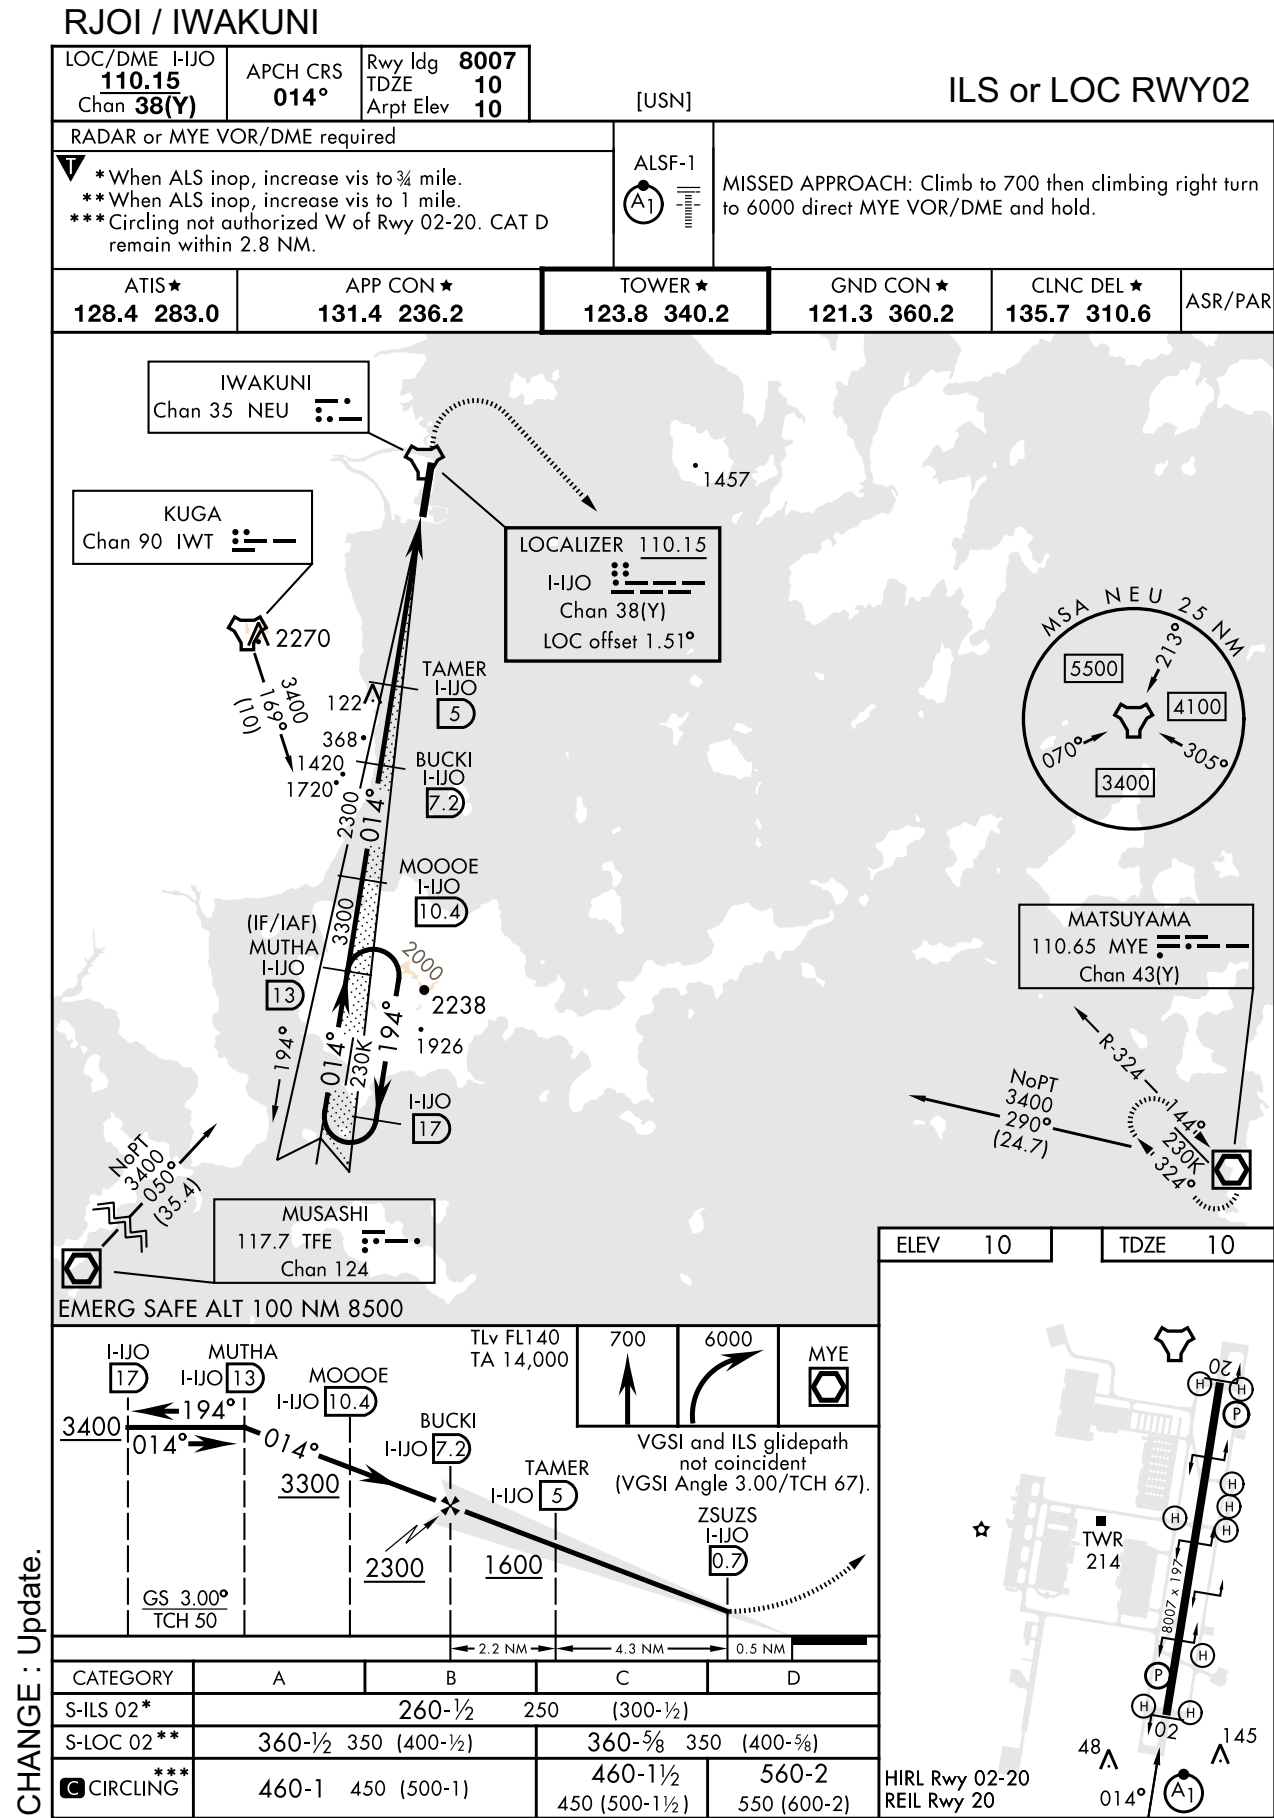 RJOI / IWAKUNI
LOC/DME I-IJO
110.15
Chan 38(Y)
APCH CRS
014°
Rwy ldg 8007
TDZE 10
Arpt Elev 10
[USN]
ILS or LOC RWY02
RADAR or MYE VOR/DME required
T
* When ALS inop, increase vis to ¾ mile.
** When ALS inop, increase vis to 1 mile.
*** Circling not authorized W of Rwy 02-20. CAT D
remain within 2.8 NM.
ALSF-1
A1
MISSED APPROACH: Climb to 700 then climbing right turn
to 6000 direct MYE VOR/DME and hold.
ATIS★
128.4 283.0
APP CON★
131.4 236.2
TOWER★
123.8 340.2
GND CON★
121.3 360.2
CLNC DEL★
135.7 310.6
ASR/PAR
IWAKUNI
Chan 35 NEU
1457
KUGA
Chan 90 IWT
LOCALIZER 110.15
I-IJO
Chan 38(Y)
LOC offset 1.51°
2270
3400
169°
(10)
TAMER
I-IJO
5
122
368
11420
1720
BUCKI
I-IJO
7.2
2300
014°
MOOOE
I-IJO
10.4
3300
(IF/IAF)
MUTHA
I-IJO
13
2000
2238
1926
194°
014°
230K
194°
I-IJO
17
MSA NEU 25 NM
213°
5500
4100
070°
305°
3400
MATSUYAMA
110.65 MYE
Chan 43(Y)
R-324
NoPT
3400
290°
(24.7)
144°
230K
324°
NoPT
3400
050°
(35.4)
MUSASHI
117.7 TFE
Chan 124
EMERG SAFE ALT 100 NM 8500
ELEV 10
TDZE 10
I-IJO
17
MUTHA
I-IJO 13
MOOOE
I-IJO 10.4
BUCKI
I-IJO 7.2
TAMER
I-IJO 5
ZSUZS
I-IJO
0.7
TLv FL140
TA 14,000
700
6000
MYE
VGSI and ILS glidepath
not coincident
(VGSI Angle 3.00/TCH 67).
3400
194°
014°
014°
3300
2300
1600
GS 3.00°
TCH 50
2.2 NM
4.3 NM
0.5 NM
CATEGORY A B C D
S-ILS 02* 260-½ 250 (300-½)
S-LOC 02** 360-½ 350 (400-½) 360-⅝ 350 (400-⅝)
C CIRCLING*** 460-1 450 (500-1) 460-1½ 450 (500-1½) 560-2 550 (600-2)
20
H
H
P
H
H
H
H
TWR
214
8007 x 197
H
P
H
H
02
48
145
014°
A1
HIRL Rwy 02-20
REIL Rwy 20
CHANGE : Update.